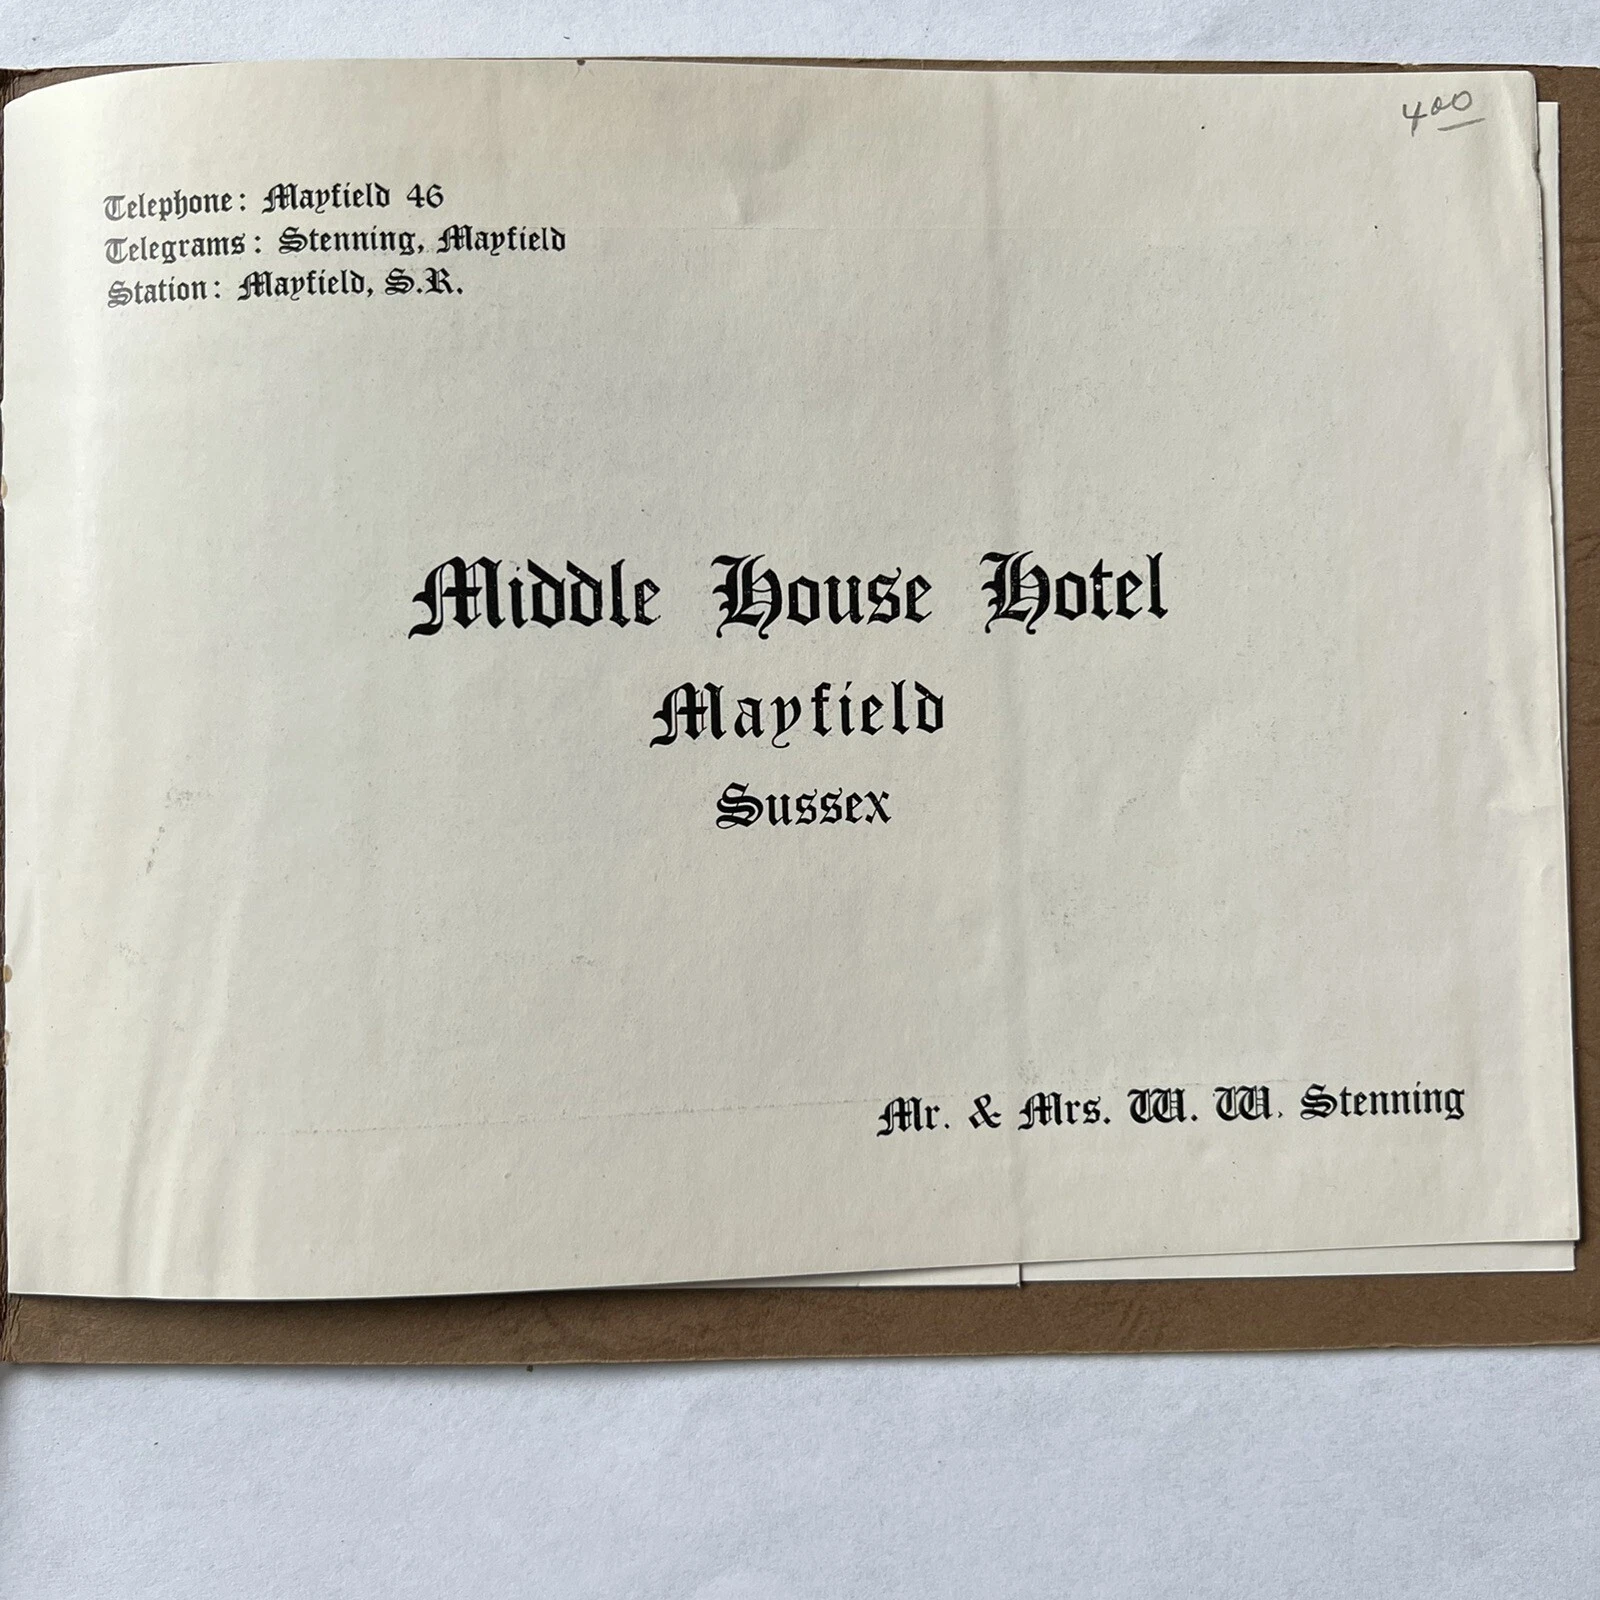 400
Telephone: Mayfield 46
Telegrams: Stenning, Mayfield
Station: Mayfield, S.R.
Middle House Hotel
Mayfield
Sussex
Mr. & Mrs. W. W. Stenning